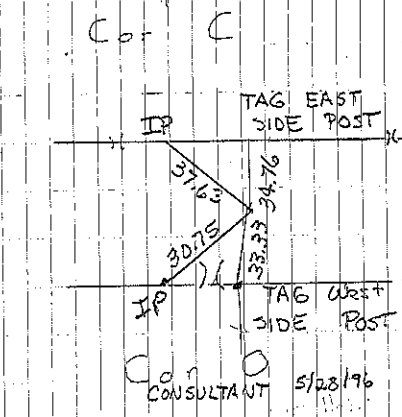 Cor C
TAG EAST
SIDE POST
IP
37.63
34.76
30.75
33.33
IP
TAG West
SIDE POST
Cor O
CONSULTANT 5/28/96